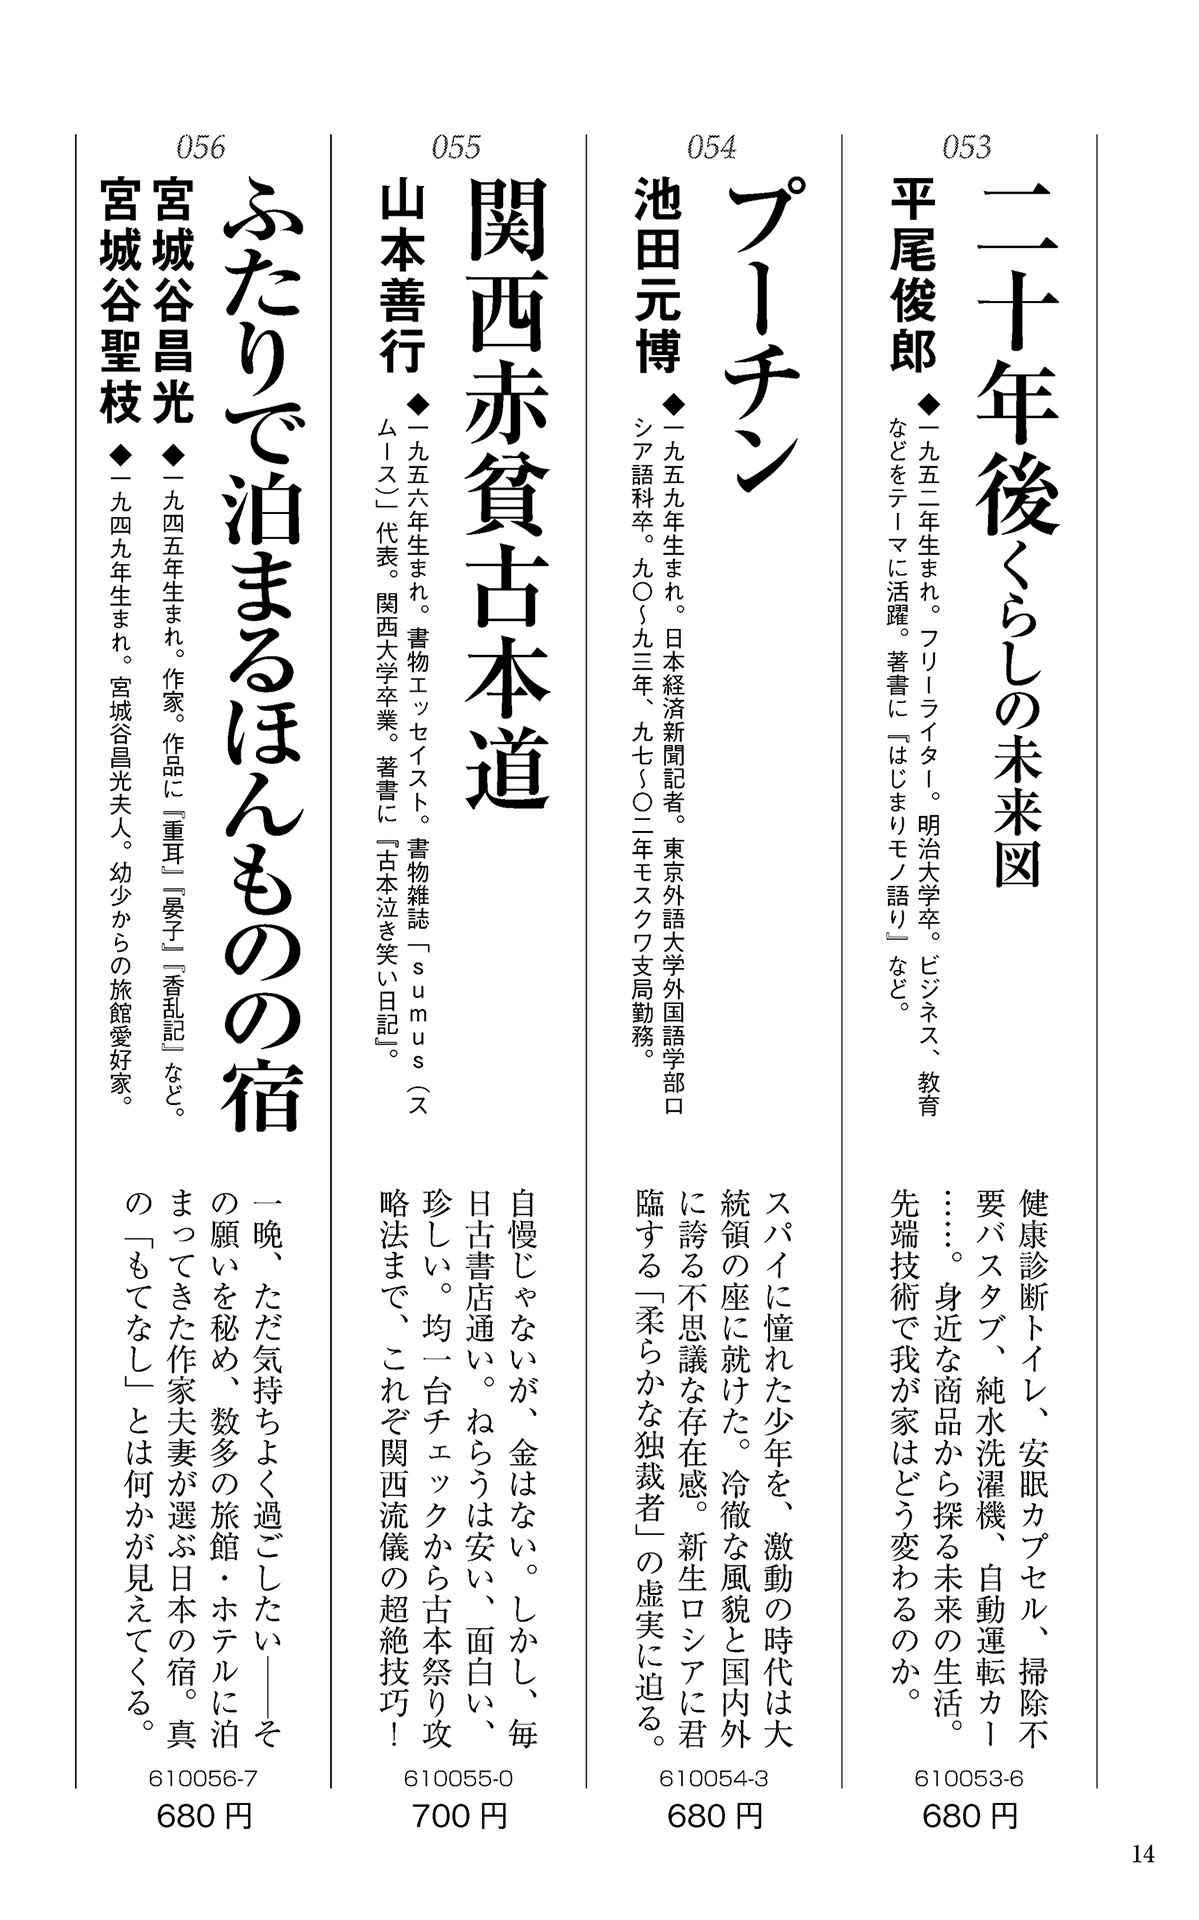 053
二十年後くらしの未来図
平尾俊郎
◆一九五二年生まれ。フリーライター。明治大学卒。ビジネス、教育
などをテーマに活躍。著書に『はじまりモノ語り』など。
健康診断トイレ、安眠カプセル、掃除不
要バスタブ、純水洗濯機、自動運転カー
……。身近な商品から探る未来の生活。
先端技術で我が家はどう変わるのか。
610053-6
680円
054
プーチン
池田元博
◆一九五九年生まれ。日本経済新聞記者。東京外語大学外国語学部ロ
シア語科卒。九〇～九三年、九七～〇二年モスクワ支局勤務。
スパイに憧れた少年を、激動の時代は大
統領の座に就けた。冷徹な風貌と国内外
に誇る不思議な存在感。新生ロシアに君
臨する「柔らかな独裁者」の虚実に迫る。
610054-3
680円
055
関西赤貧古本道
山本善行
◆一九五六年生まれ。書物エッセイスト。書物雑誌「sumus（ス
ムース）」代表。関西大学卒業。著書に『古本泣き笑い日記』。
自慢じゃないが、金はない。しかし、毎
日古書店通い。ねらうは安い、面白い、
珍しい。均一台チェックから古本祭り攻
略法まで、これぞ関西流儀の超絶技巧！
610055-0
700円
056
ふたりで泊まるほんものの宿
宮城谷昌光
◆一九四五年生まれ。作家。作品に『重耳』『晏子』『香乱記』など。
宮城谷聖枝
◆一九四九年生まれ。宮城谷昌光夫人。幼少からの旅館愛好家。
一晩、ただ気持ちよく過ごしたい――そ
の願いを秘め、数多の旅館・ホテルに泊
まってきた作家夫妻が選ぶ日本の宿。真
の「もてなし」とは何かが見えてくる。
610056-7
680円
14